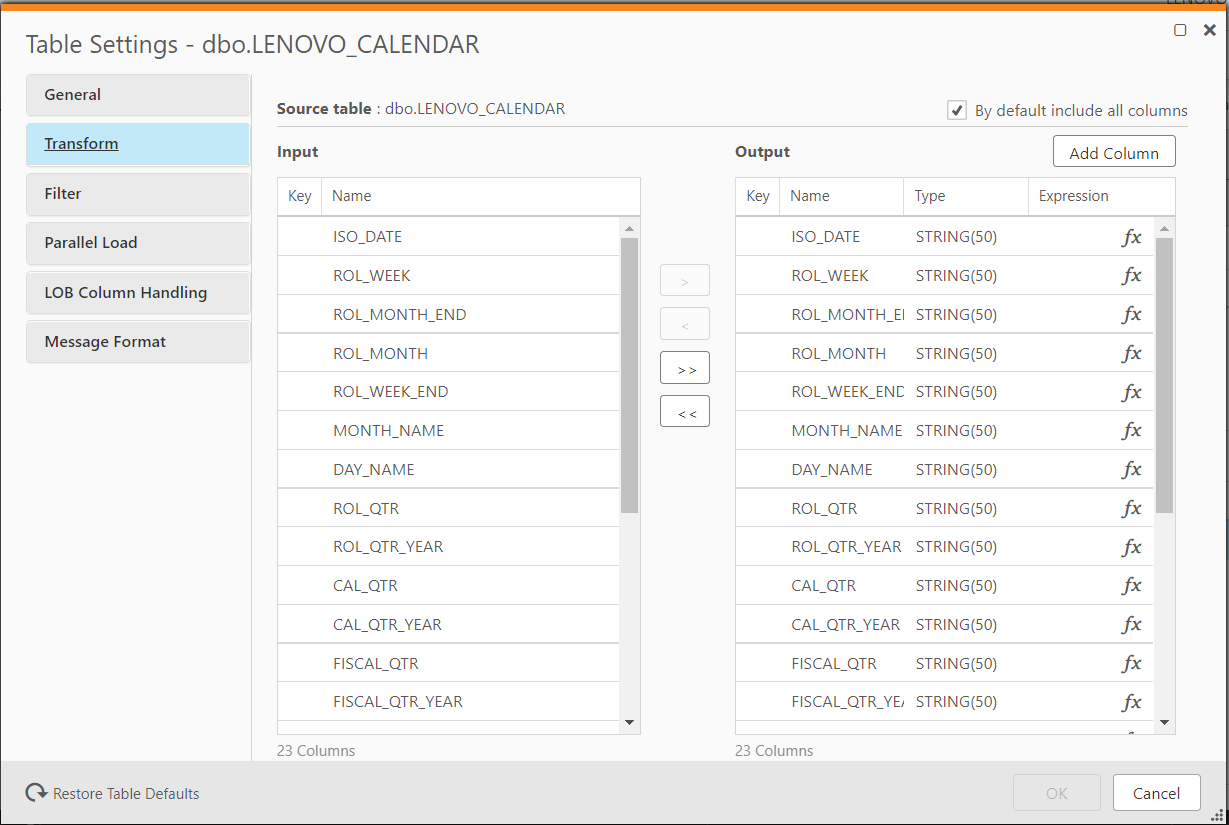 Table Settings - dbo.LENOVO_CALENDAR
General
Transform
Filter
Parallel Load
LOB Column Handling
Message Format
Source table : dbo.LENOVO_CALENDAR
By default include all columns
Input
Output
Add Column
Key Name
Key Name Type Expression
ISO_DATE
ROL_WEEK
ROL_MONTH_END
ROL_MONTH
ROL_WEEK_END
MONTH_NAME
DAY_NAME
ROL_QTR
ROL_QTR_YEAR
CAL_QTR
CAL_QTR_YEAR
FISCAL_QTR
FISCAL_QTR_YEAR
23 Columns
>
<
>>
<<
ISO_DATE STRING(50) fx
ROL_WEEK STRING(50) fx
ROL_MONTH_E STRING(50) fx
ROL_MONTH STRING(50) fx
ROL_WEEK_END STRING(50) fx
MONTH_NAME STRING(50) fx
DAY_NAME STRING(50) fx
ROL_QTR STRING(50) fx
ROL_QTR_YEAR STRING(50) fx
CAL_QTR STRING(50) fx
CAL_QTR_YEAR STRING(50) fx
FISCAL_QTR STRING(50) fx
FISCAL_QTR_YE STRING(50) fx
23 Columns
Restore Table Defaults
OK
Cancel